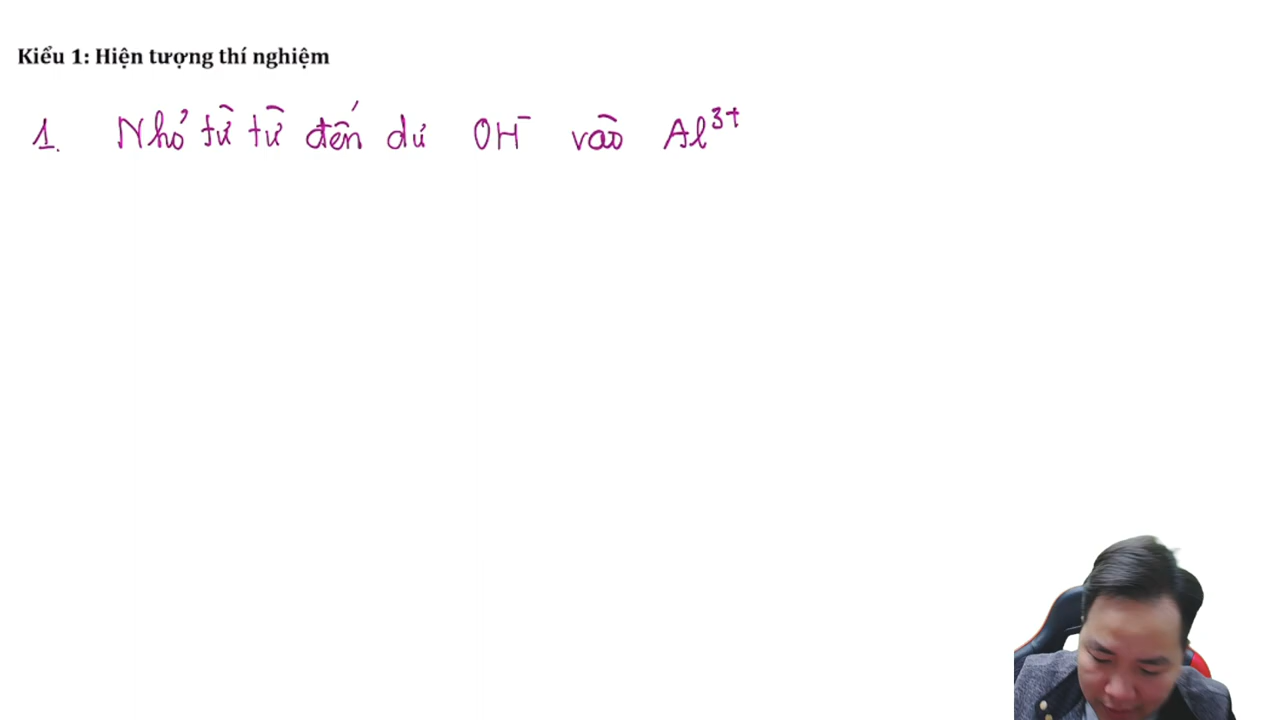 Kiểu 1: Hiện tượng thí nghiệm
1. Nhỏ từ từ đến dư OH⁻ vào Al³⁺